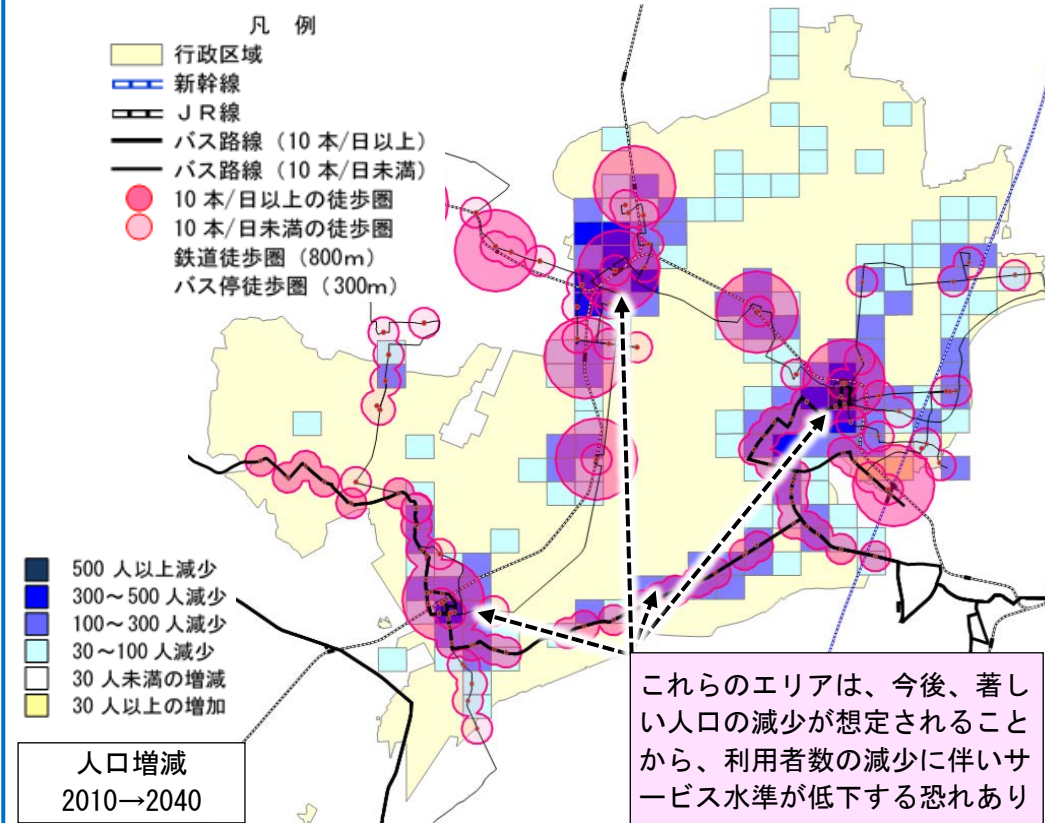 凡 例
行政区域
新幹線
ＪＲ線
バス路線（10 本/日以上）
バス路線（10 本/日未満）
10 本/日以上の徒歩圏
10 本/日未満の徒歩圏
鉄道徒歩圏（800ｍ）
バス停徒歩圏（300ｍ）
500 人以上減少
300～500 人減少
100～300 人減少
30～100 人減少
30 人未満の増減
30 人以上の増加
人口増減
2010→2040
これらのエリアは、今後、著し
い人口の減少が想定されること
から、利用者数の減少に伴いサ
ービス水準が低下する恐れあり